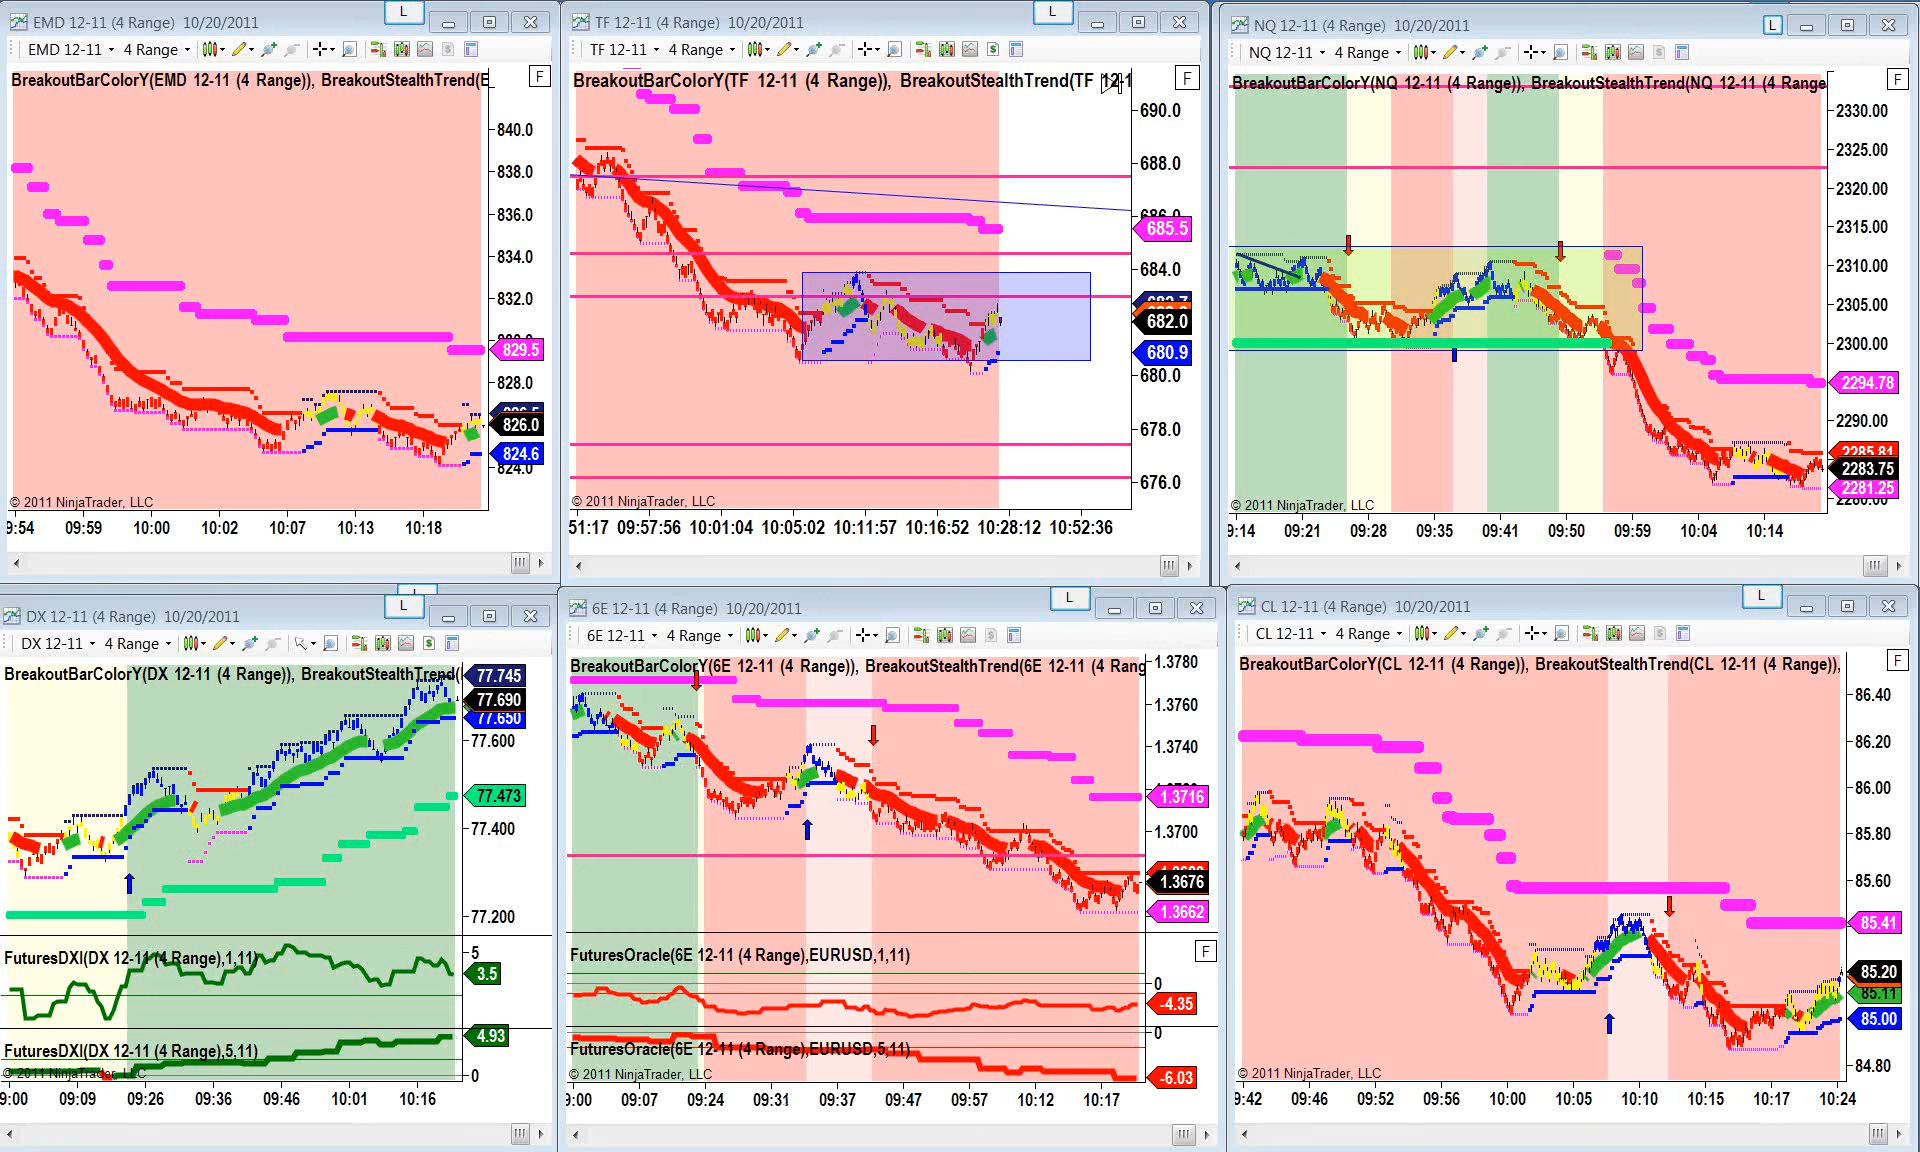 EMD 12-11 (4 Range) 10/20/2011
L
EMD 12-11 4 Range
BreakoutBarColorY(EMD 12-11 (4 Range)), BreakoutStealthTrend(E
F
840.0
838.0
836.0
834.0
832.0
829.5
828.0
826.0
824.6
824.0
© 2011 NinjaTrader, LLC
9:54 09:59 10:00 10:02 10:07 10:13 10:18
TF 12-11 (4 Range) 10/20/2011
L
TF 12-11 4 Range
BreakoutBarColorY(TF 12-11 (4 Range)), BreakoutStealthTrend(TF 12-1
F
690.0
688.0
686.0
685.5
684.0
682.0
680.9
680.0
678.0
676.0
© 2011 NinjaTrader, LLC
51:17 09:57:56 10:01:04 10:05:02 10:11:57 10:16:52 10:28:12 10:52:36
NQ 12-11 (4 Range) 10/20/2011
L
NQ 12-11 4 Range
BreakoutBarColorY(NQ 12-11 (4 Range)), BreakoutStealthTrend(NQ 12-11 (4 Range
F
2330.00
2325.00
2320.00
2315.00
2310.00
2305.00
2300.00
2294.78
2290.00
2285.81
2283.75
2281.25
© 2011 NinjaTrader, LLC
9:14 09:21 09:28 09:35 09:41 09:50 09:59 10:04 10:14
DX 12-11 (4 Range) 10/20/2011
L
DX 12-11 4 Range
BreakoutBarColorY(DX 12-11 (4 Range)), BreakoutStealthTrend(
77.745
77.690
77.650
77.600
77.473
77.400
77.200
FuturesDXI(DX 12-11 (4 Range),1,11)
5
3.5
4.93
FuturesDXI(DX 12-11 (4 Range),5,11)
© 2011 NinjaTrader, LLC
0
9:00 09:09 09:26 09:36 09:46 10:01 10:16
6E 12-11 (4 Range) 10/20/2011
L
6E 12-11 4 Range
BreakoutBarColorY(6E 12-11 (4 Range)), BreakoutStealthTrend(6E 12-11 (4 Rang
1.3780
1.3760
1.3740
1.3716
1.3700
1.3676
1.3662
FuturesOracle(6E 12-11 (4 Range),EURUSD,1,11)
F
0
-4.35
0
FuturesOracle(6E 12-11 (4 Range),EURUSD,5,11)
© 2011 NinjaTrader, LLC
-6.03
9:00 09:07 09:24 09:31 09:37 09:47 09:57 10:12 10:17
CL 12-11 (4 Range) 10/20/2011
L
CL 12-11 4 Range
BreakoutBarColorY(CL 12-11 (4 Range)), BreakoutStealthTrend(CL 12-11 (4 Range)),
F
86.40
86.20
86.00
85.80
85.60
85.41
85.20
85.11
85.00
84.80
© 2011 NinjaTrader, LLC
9:42 09:46 09:52 09:56 10:00 10:05 10:10 10:15 10:17 10:24